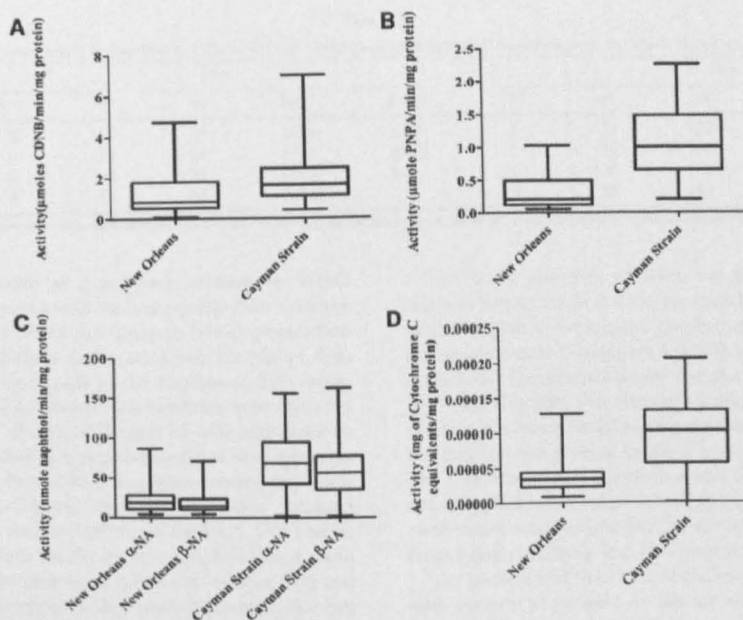 A
Activity(µmoles CDNB/min/mg protein)
8
6
4
2
0
New Orleans
Cayman Strain
B
Activity (µmole PNPA/min/mg protein)
2.5
2.0
1.5
1.0
0.5
0.0
New Orleans
Cayman Strain
C
Activity (nmole naphthol/min/mg protein)
200
150
100
50
New Orleans α-NA
New Orleans β-NA
Cayman Strain α-NA
Cayman Strain β-NA
D
Activity (mg of Cytochrome C
equivalents/mg protein)
0.00025
0.00020
0.00015
0.00010
0.00005
0.00000
New Orleans
Cayman Strain